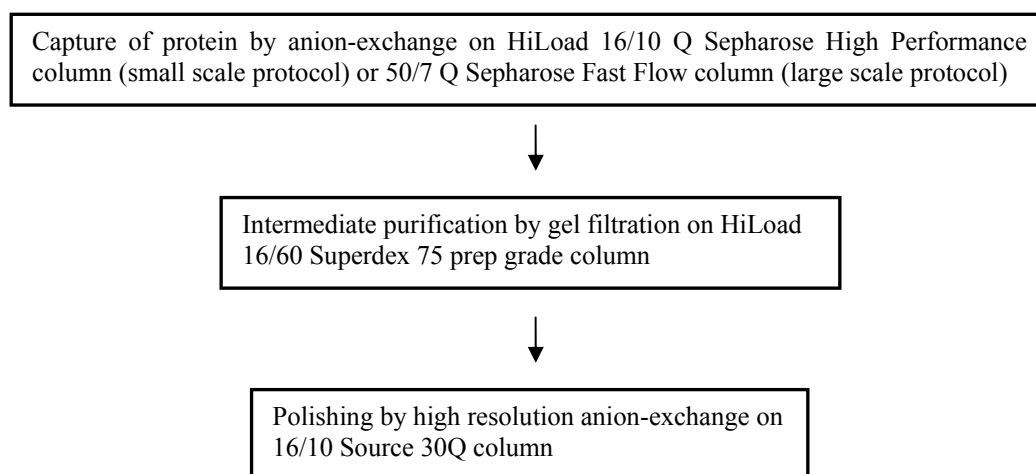 Capture of protein by anion-exchange on HiLoad 16/10 Q Sepharose High Performance
column (small scale protocol) or 50/7 Q Sepharose Fast Flow column (large scale protocol)
Intermediate purification by gel filtration on HiLoad
16/60 Superdex 75 prep grade column
Polishing by high resolution anion-exchange on
16/10 Source 30Q column